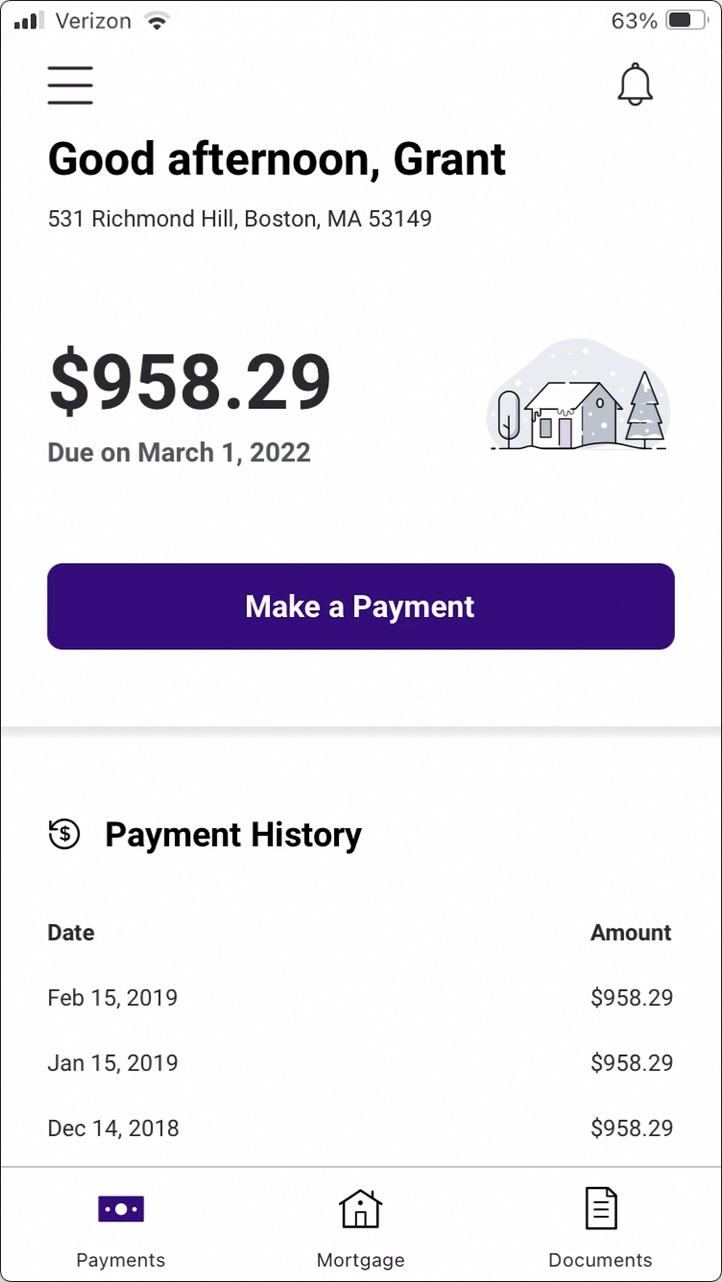 Verizon 63%
Good afternoon, Grant
531 Richmond Hill, Boston, MA 53149
$958.29
Due on March 1, 2022
Make a Payment
$ Payment History
Date Amount
Feb 15, 2019 $958.29
Jan 15, 2019 $958.29
Dec 14, 2018 $958.29
Payments Mortgage Documents